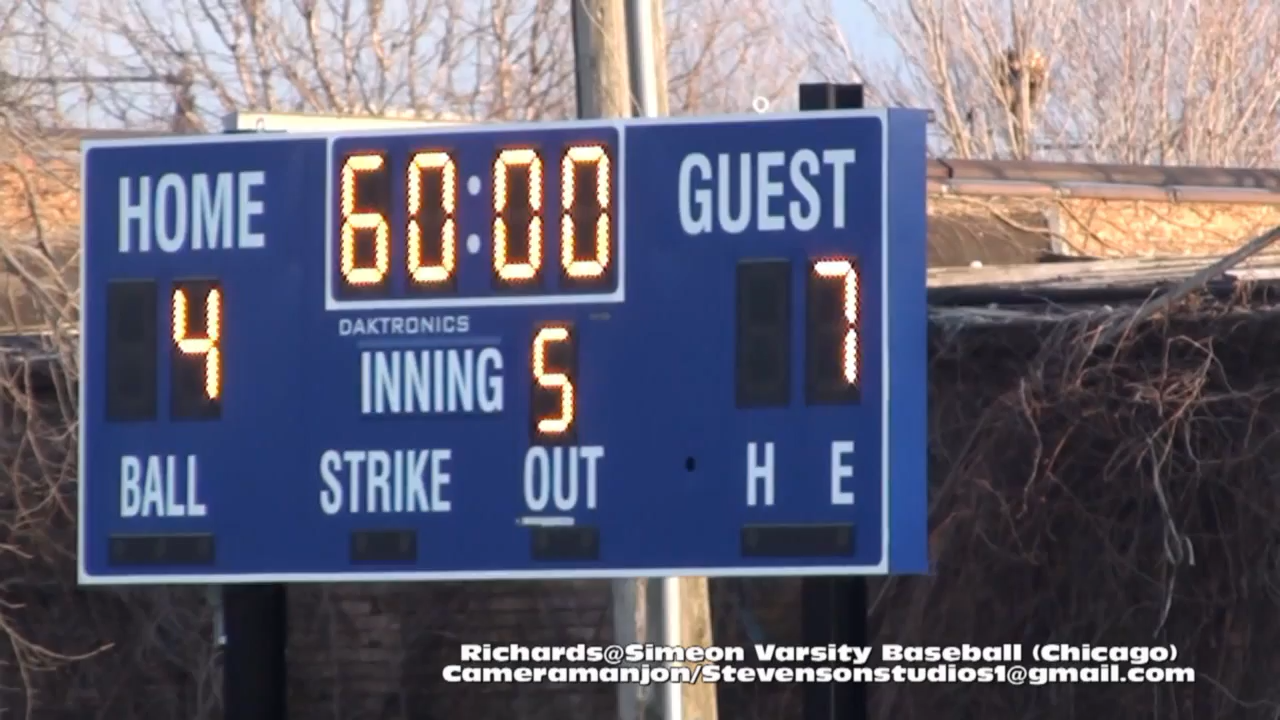 HOME 60:00 GUEST
4 7
DAKTRONICS
INNING 5
BALL STRIKE OUT H E
Richards@Simeon Varsity Baseball (Chicago)
Cameramanjon/Stevensonstudios1@gmail.com